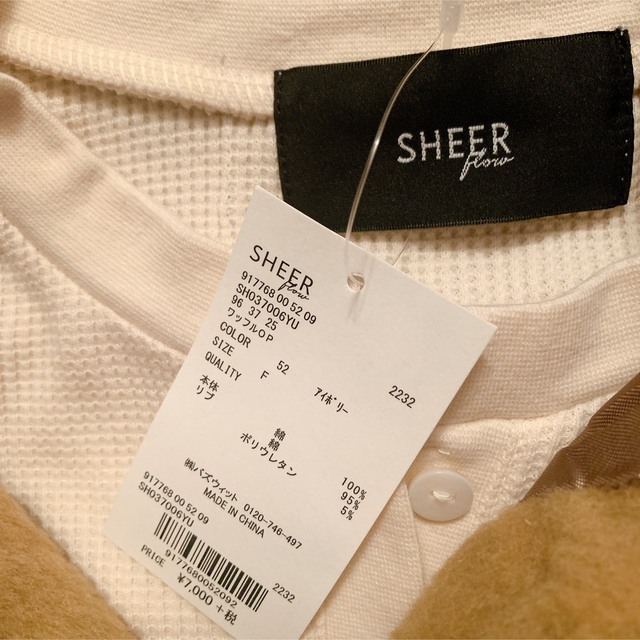 SHEER
flow
SHEER
flow
917768 00 52 09
SH037006YU
96 37 25
ワッフルOP
COLOR 52 ｱｲﾎﾞﾘｰ 2232
SIZE F
QUALITY
本体 綿 100%
リブ 綿 95%
ポリウレタン 5%
㈱バズウィット 0120-746-497
MADE IN CHINA
917768 00 52 09
SH037006YU
2232
9177680052092
PRICE ¥7,000+税